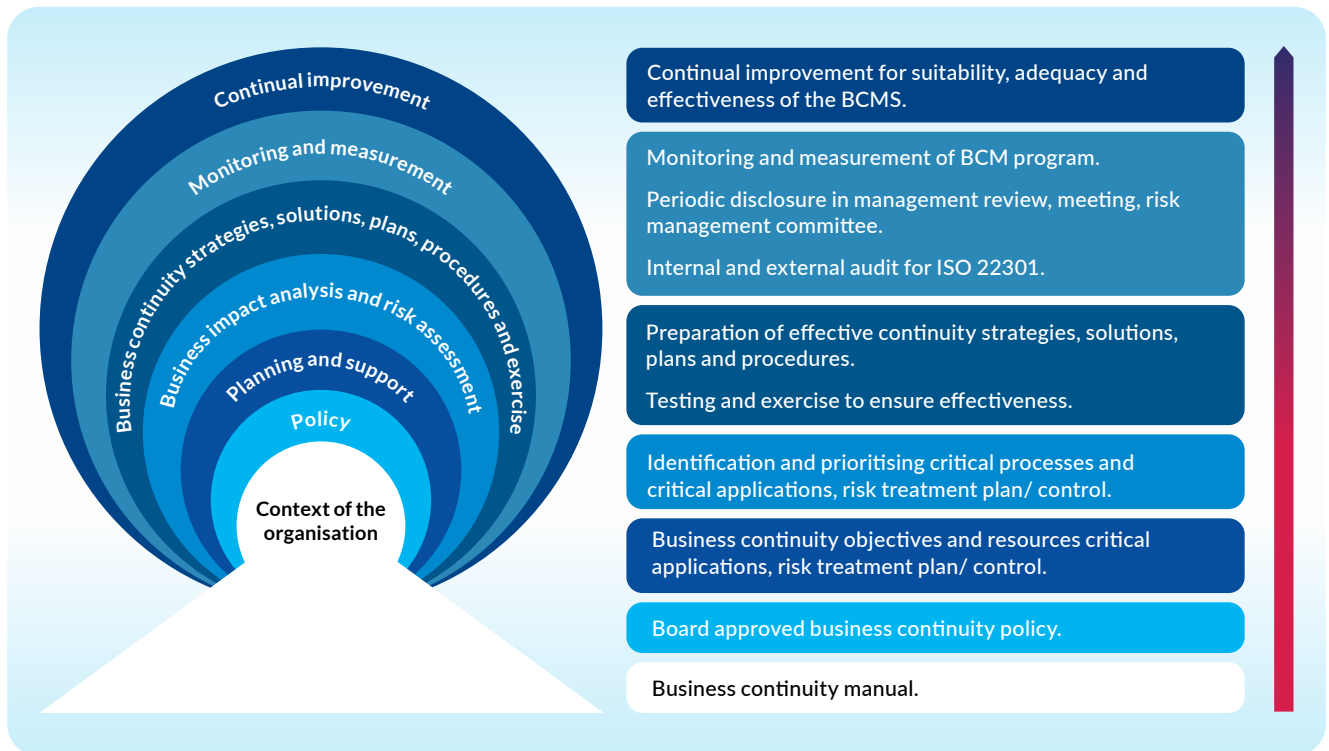 Continual improvement
Monitoring and measurement
Business continuity strategies, solutions, plans, procedures and exercise
Business impact analysis and risk assessment
Planning and support
Policy
Context of the
organisation
Continual improvement for suitability, adequacy and
effectiveness of the BCMS.
Monitoring and measurement of BCM program.
Periodic disclosure in management review, meeting, risk
management committee.
Internal and external audit for ISO 22301.
Preparation of effective continuity strategies, solutions,
plans and procedures.
Testing and exercise to ensure effectiveness.
Identification and prioritising critical processes and
critical applications, risk treatment plan/ control.
Business continuity objectives and resources critical
applications, risk treatment plan/ control.
Board approved business continuity policy.
Business continuity manual.